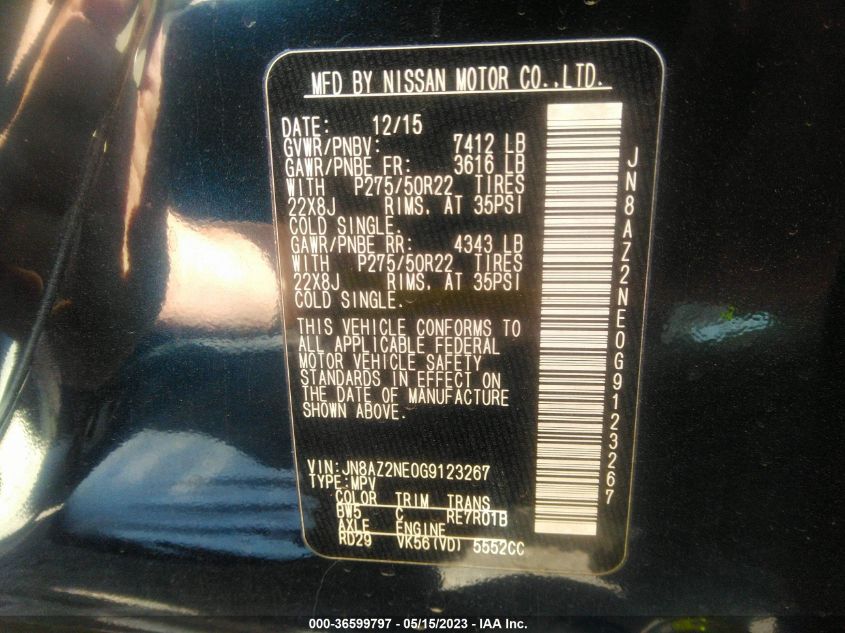 MFD BY NISSAN MOTOR CO.,LTD.
DATE: 12/15
GVWR/PNBV: 7412 LB
GAWR/PNBE FR: 3616 LB
WITH P275/50R22 TIRES
22X8J RIMS. AT 35PSI
COLD SINGLE.
GAWR/PNBE RR: 4343 LB
WITH P275/50R22 TIRES
22X8J RIMS. AT 35PSI
COLD SINGLE.
THIS VEHICLE CONFORMS TO
ALL APPLICABLE FEDERAL
MOTOR VEHICLE SAFETY
STANDARDS IN EFFECT ON
THE DATE OF MANUFACTURE
SHOWN ABOVE.
VIN:JN8AZ2NE0G9123267
TYPE:MPV
COLOR TRIM TRANS
BW5 C RE7R01B
AXLE ENGINE
RD29 VK56(VD) 5552CC
JN8AZ2NE0G9123267
000-36599797 - 05/15/2023 - IAA Inc.